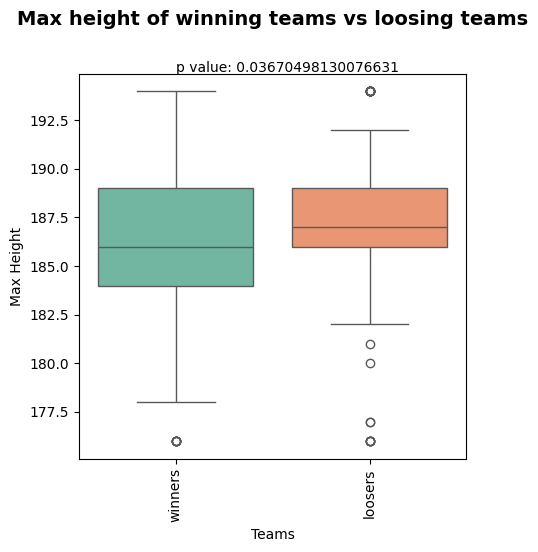 Max height of winning teams vs loosing teams
p value: 0.03670498130076631
192.5
190.0
187.5
185.0
182.5
180.0
177.5
Max Height
winners
loosers
Teams